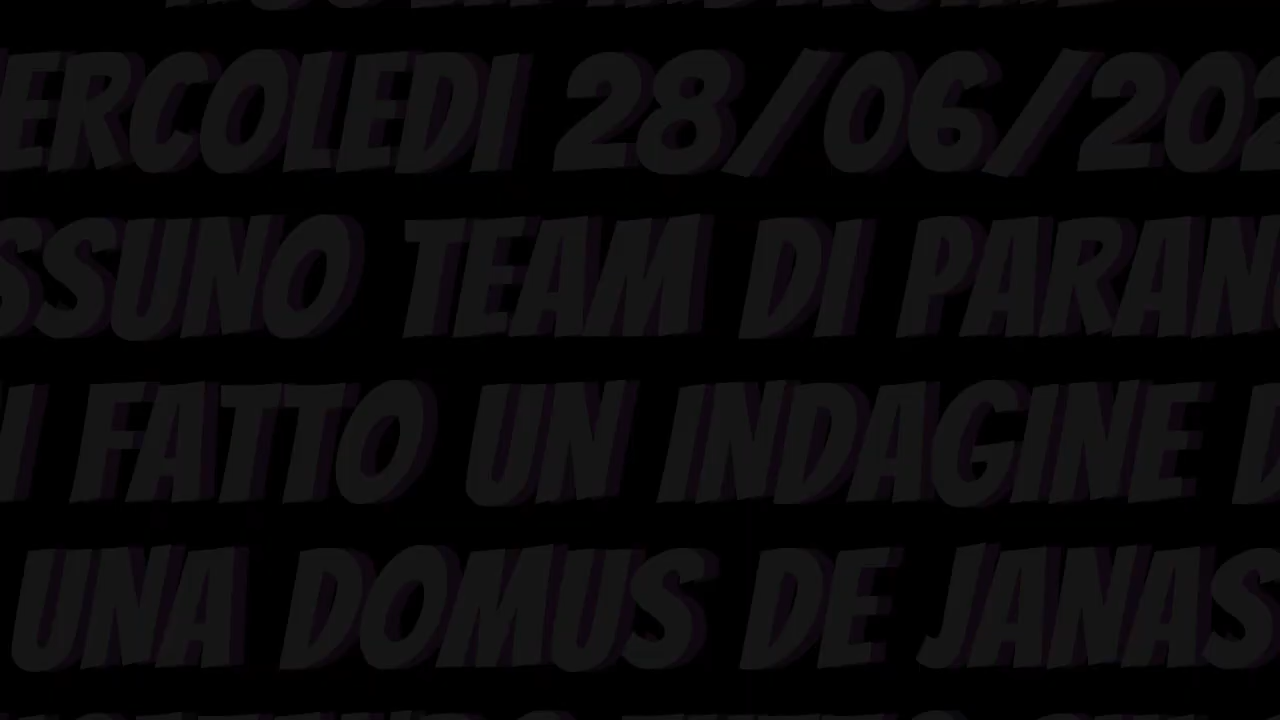 ERCOLEDI 28/06/202
SSUNO TEAM DI PARAN
I FATTO UN INDAGINE D
UNA DOMUS DE JANAS